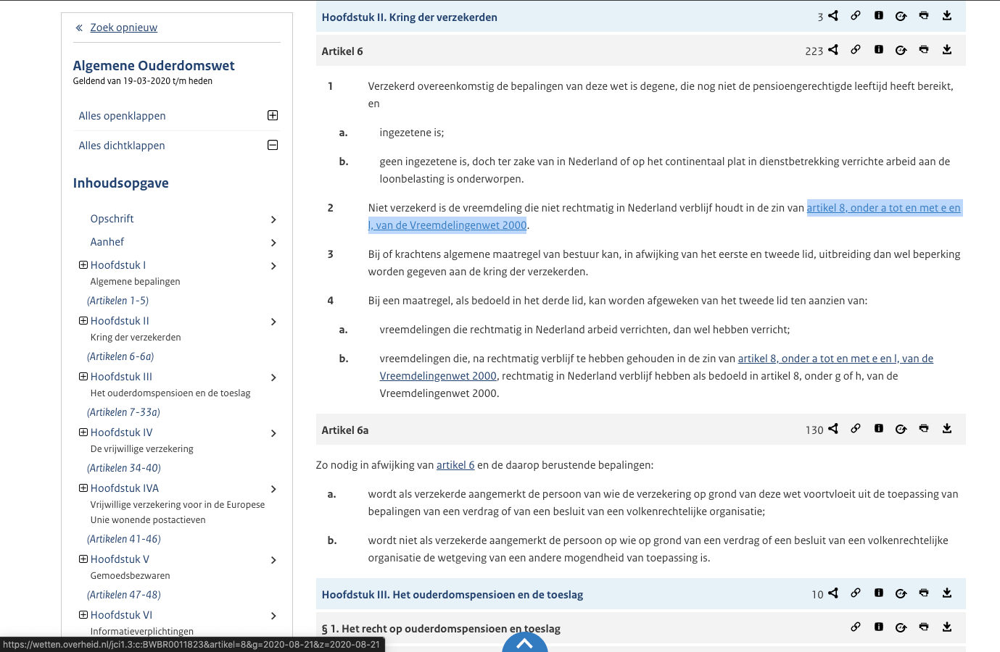 Zoek opnieuw
Algemene Ouderdomswet
Geldend van 19-03-2020 t/m heden
Alles openklappen
Alles dichtklappen
Inhoudsopgave
Opschrift
Aanhef
Hoofdstuk I
Algemene bepalingen
(Artikelen 1-5)
Hoofdstuk II
Kring der verzekerden
(Artikelen 6-6a)
Hoofdstuk III
Het ouderdomspensioen en de toeslag
(Artikelen 7-33a)
Hoofdstuk IV
De vrijwillige verzekering
(Artikelen 34-40)
Hoofdstuk IVA
Vrijwillige verzekering voor in de Europese
Unie wonende postactieven
(Artikelen 41-46)
Hoofdstuk V
Gemoedsbezwaren
(Artikelen 47-48)
Hoofdstuk VI
Informatieverplichtingen
https://wetten.overheid.nl/jci1.3:c:BWBR0011823&artikel=8&g=2020-08-21&z=2020-08-21
Hoofdstuk II. Kring der verzekerden 3
Artikel 6 223
1 Verzekerd overeenkomstig de bepalingen van deze wet is degene, die nog niet de pensioengerechtigde leeftijd heeft bereikt,
en
a. ingezetene is;
b. geen ingezetene is, doch ter zake van in Nederland of op het continentaal plat in dienstbetrekking verrichte arbeid aan de
loonbelasting is onderworpen.
2 Niet verzekerd is de vreemdeling die niet rechtmatig in Nederland verblijf houdt in de zin van artikel 8, onder a tot en met e en
l, van de Vreemdelingenwet 2000.
3 Bij of krachtens algemene maatregel van bestuur kan, in afwijking van het eerste en tweede lid, uitbreiding dan wel beperking
worden gegeven aan de kring der verzekerden.
4 Bij een maatregel, als bedoeld in het derde lid, kan worden afgeweken van het tweede lid ten aanzien van:
a. vreemdelingen die rechtmatig in Nederland arbeid verrichten, dan wel hebben verricht;
b. vreemdelingen die, na rechtmatig verblijf te hebben gehouden in de zin van artikel 8, onder a tot en met e en l, van de
Vreemdelingenwet 2000, rechtmatig in Nederland verblijf hebben als bedoeld in artikel 8, onder g of h, van de
Vreemdelingenwet 2000.
Artikel 6a 130
Zo nodig in afwijking van artikel 6 en de daarop berustende bepalingen:
a. wordt als verzekerde aangemerkt de persoon van wie de verzekering op grond van deze wet voortvloeit uit de toepassing van
bepalingen van een verdrag of van een besluit van een volkenrechtelijke organisatie;
b. wordt niet als verzekerde aangemerkt de persoon op wie op grond van een verdrag of een besluit van een volkenrechtelijke
organisatie de wetgeving van een andere mogendheid van toepassing is.
Hoofdstuk III. Het ouderdomspensioen en de toeslag 10
§ 1. Het recht op ouderdomspensioen en toeslag